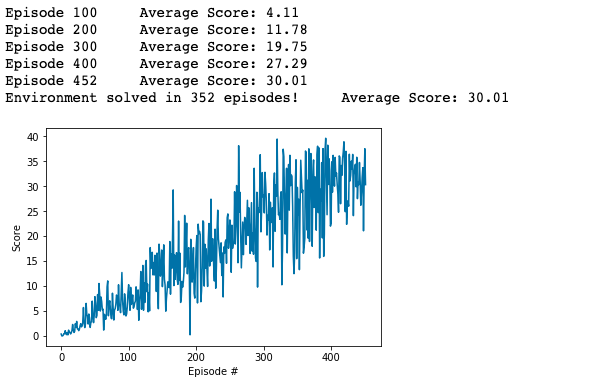 Episode 100 Average Score: 4.11
Episode 200 Average Score: 11.78
Episode 300 Average Score: 19.75
Episode 400 Average Score: 27.29
Episode 452 Average Score: 30.01
Environment solved in 352 episodes! Average Score: 30.01
40
35
30
25
20
15
10
5
0
Score
0 100 200 300 400
Episode #